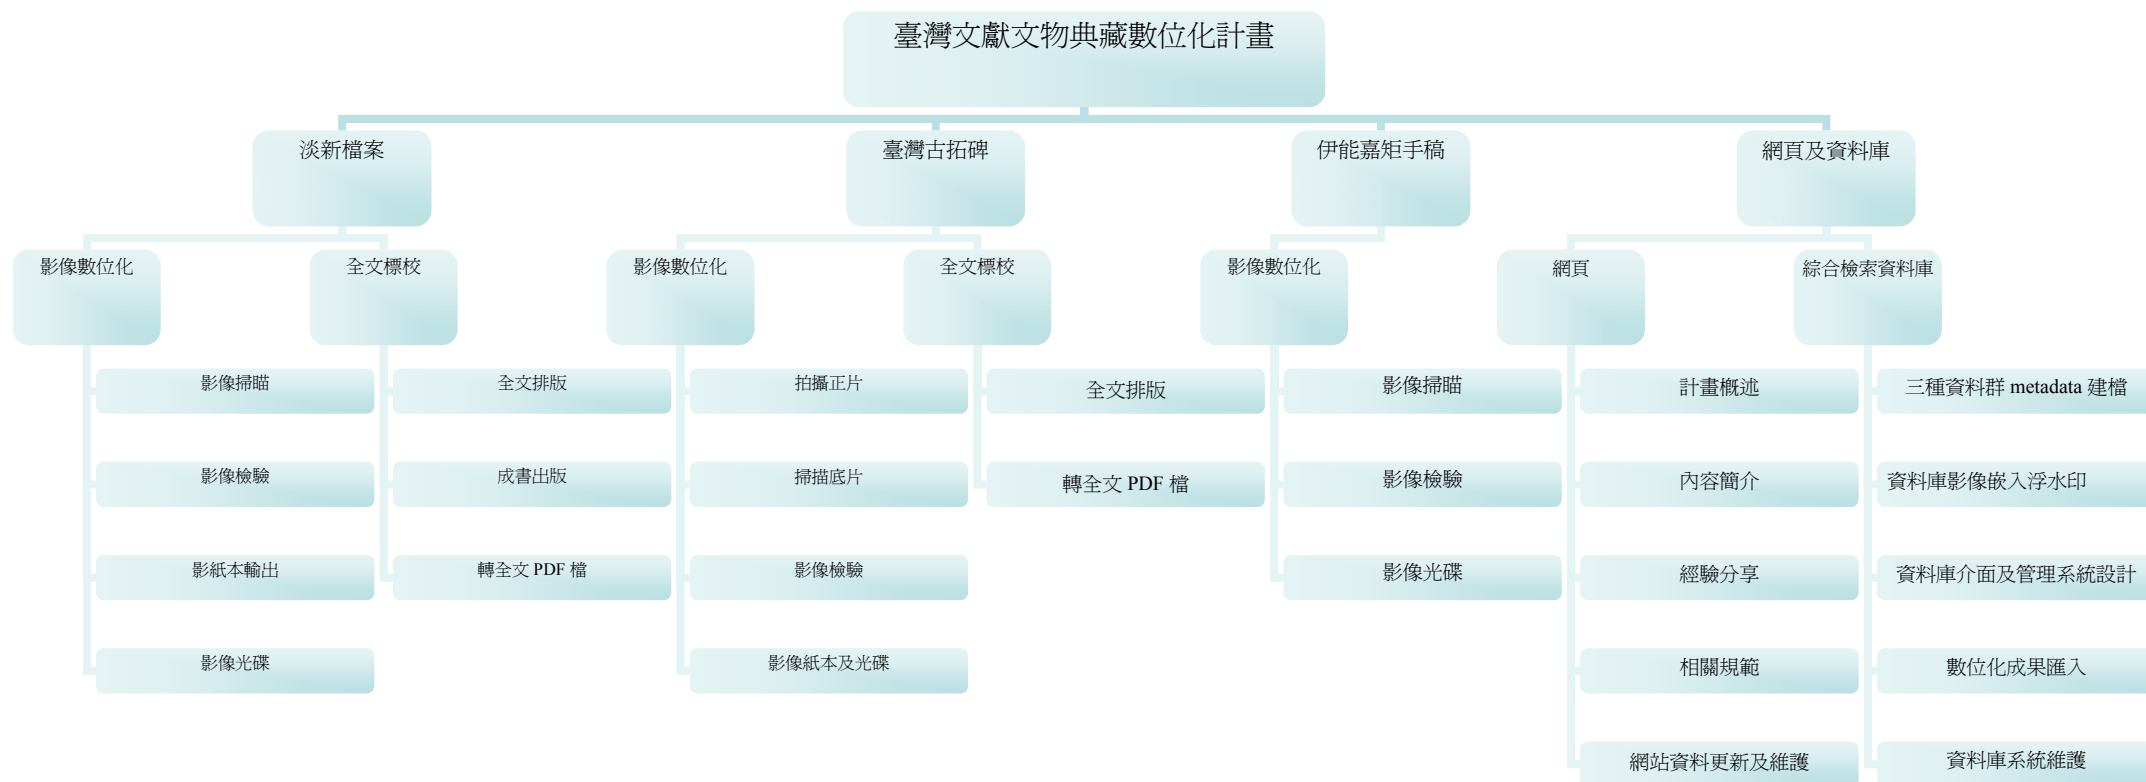 臺灣文獻文物典藏數位化計畫
淡新檔案
臺灣古拓碑
伊能嘉矩手稿
網頁及資料庫
影像數位化
全文標校
影像數位化
全文標校
影像數位化
網頁
綜合檢索資料庫
影像掃瞄
全文排版
拍攝正片
全文排版
影像掃瞄
計畫概述
三種資料群 metadata 建檔
影像檢驗
成書出版
掃描底片
轉全文 PDF 檔
影像檢驗
內容簡介
資料庫影像嵌入浮水印
影紙本輸出
轉全文 PDF 檔
影像檢驗
影像光碟
經驗分享
資料庫介面及管理系統設計
影像光碟
影像紙本及光碟
相關規範
數位化成果匯入
網站資料更新及維護
資料庫系統維護